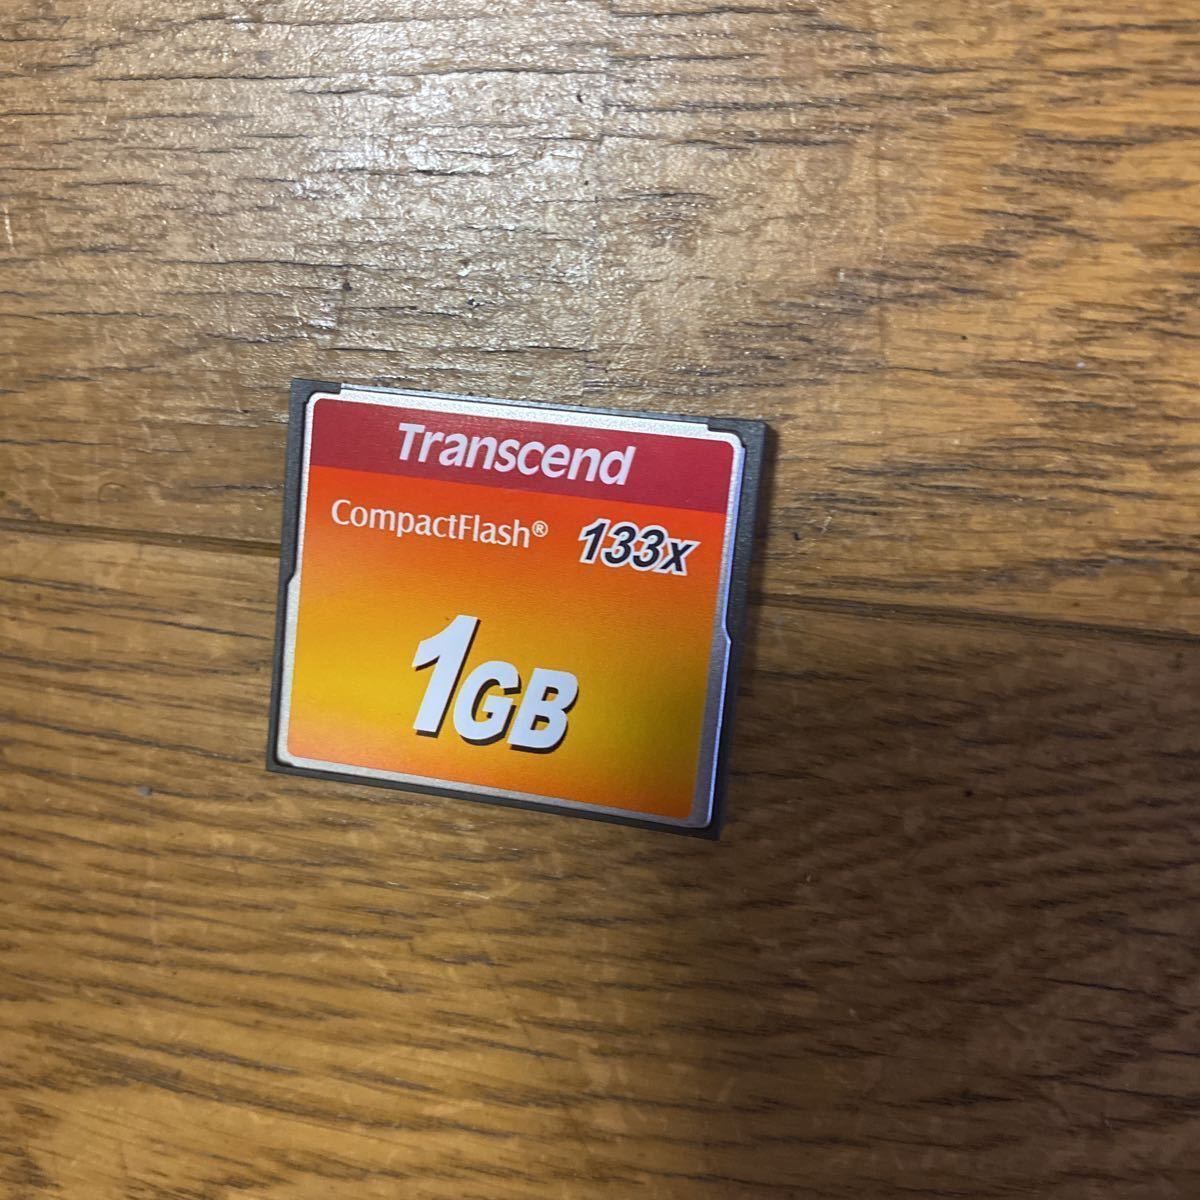 Transcend
CompactFlash® 133x
1GB